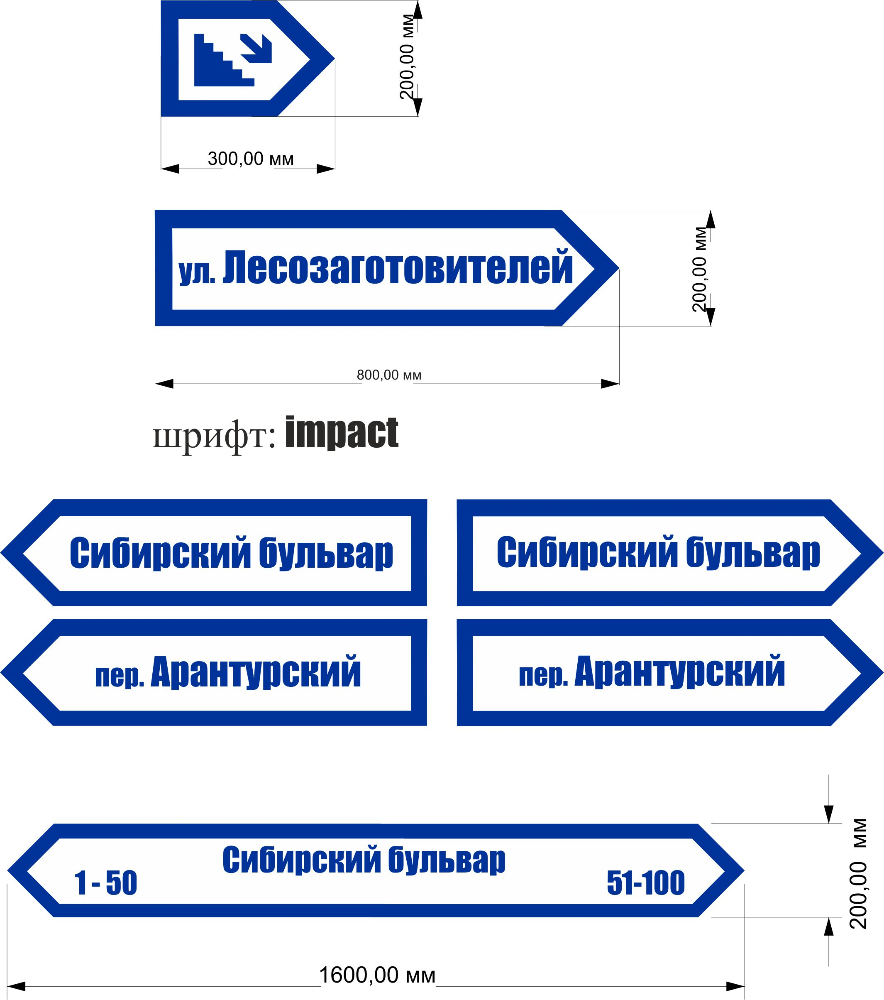 200,00 мм
300,00 мм
ул. Лесозаготовителей
200,00 мм
800,00 мм
шрифт: impact
Сибирский бульвар
Сибирский бульвар
пер. Арантурский
пер. Арантурский
Сибирский бульвар
1 - 50
51-100
200,00 мм
1600,00 мм